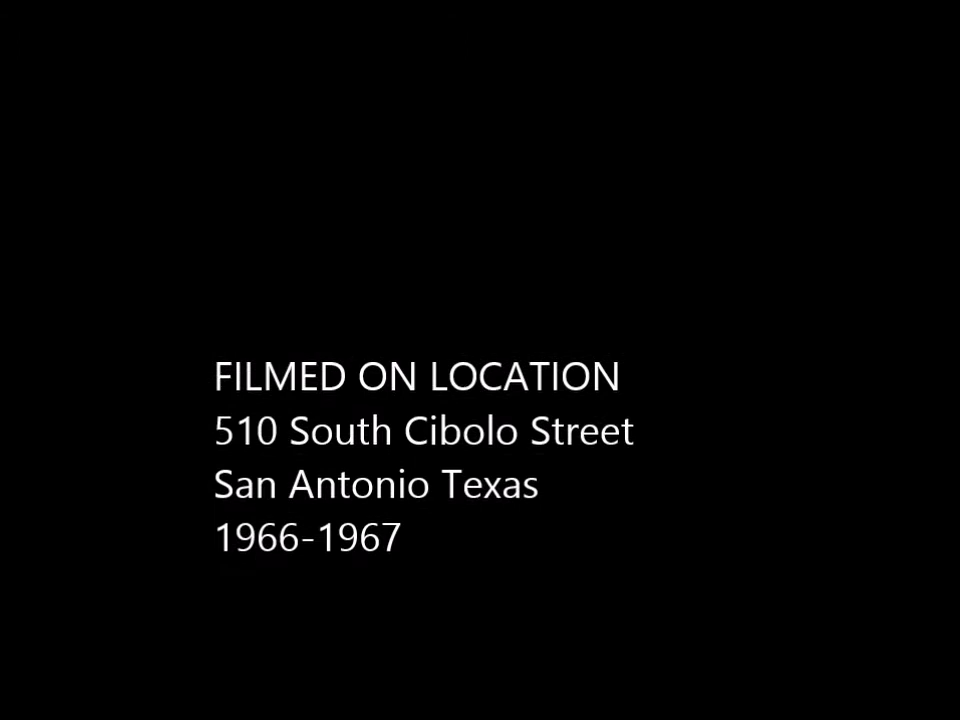 FILMED ON LOCATION
510 South Cibolo Street
San Antonio Texas
1966-1967